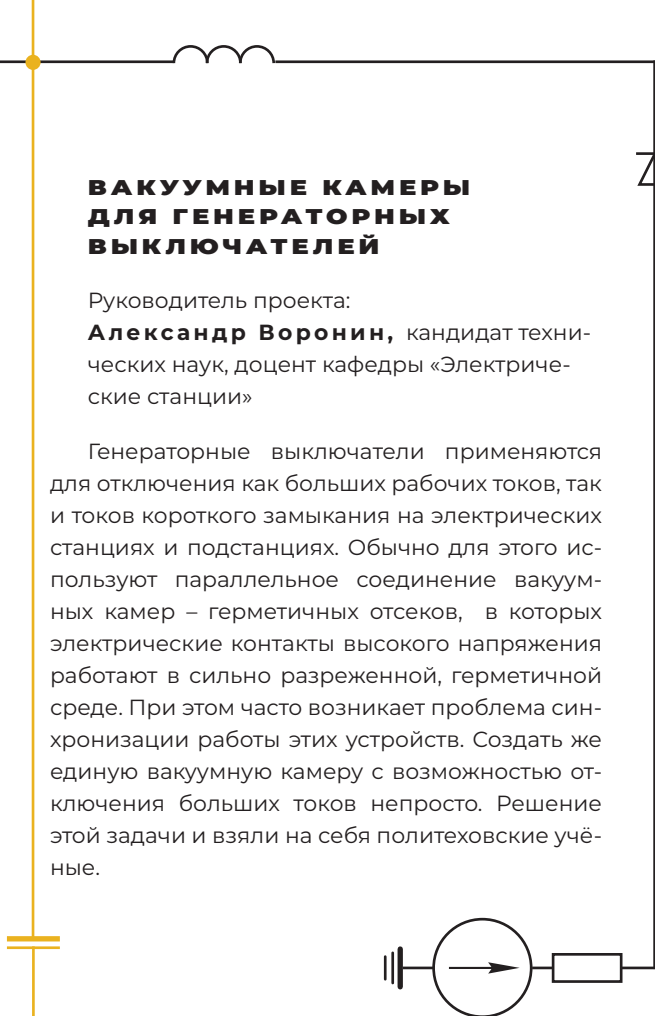 ВАКУУМНЫЕ КАМЕРЫ
ДЛЯ ГЕНЕРАТОРНЫХ
ВЫКЛЮЧАТЕЛЕЙ
Руководитель проекта:
Александр Воронин, кандидат техни-
ческих наук, доцент кафедры «Электриче-
ские станции»
Генераторные выключатели применяются
для отключения как больших рабочих токов, так
и токов короткого замыкания на электрических
станциях и подстанциях. Обычно для этого ис-
пользуют параллельное соединение вакуум-
ных камер – герметичных отсеков, в которых
электрические контакты высокого напряжения
работают в сильно разреженной, герметичной
среде. При этом часто возникает проблема син-
хронизации работы этих устройств. Создать же
единую вакуумную камеру с возможностью от-
ключения больших токов непросто. Решение
этой задачи и взяли на себя политеховские учё-
ные.